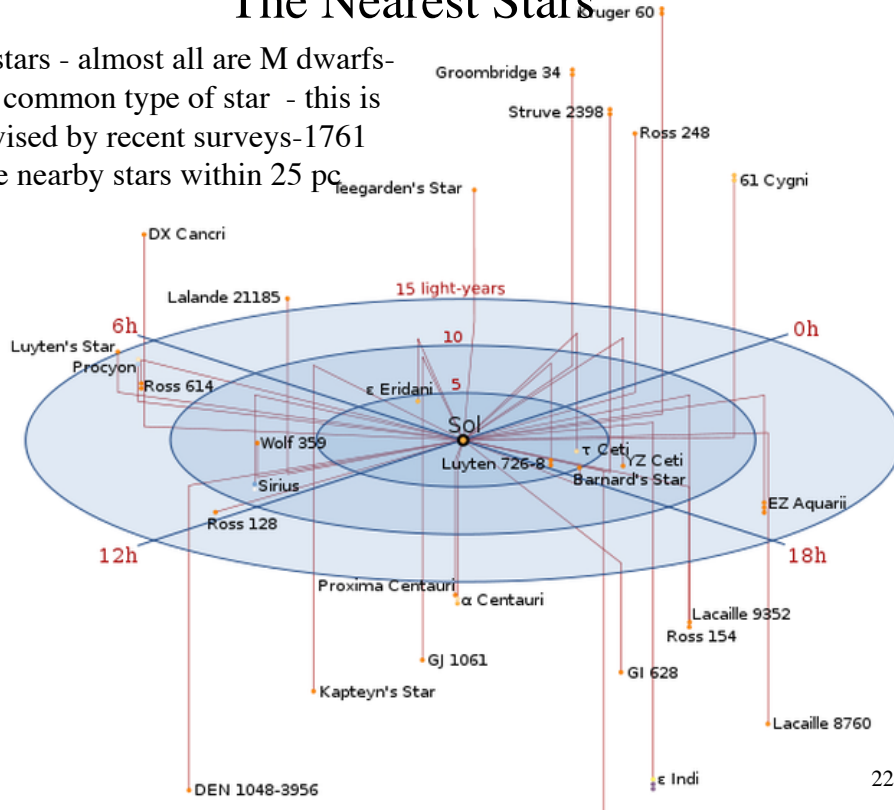 The Nearest Stars
stars - almost all are M dwarfs-
common type of star - this is
vised by recent surveys-1761
e nearby stars within 25 pc
Kruger 60
Groombridge 34
Struve 2398
Ross 248
61 Cygni
Teegarden's Star
DX Cancri
Lalande 21185
15 light-years
6h
10
0h
Luyten's Star
Procyon
Ross 614
ε Eridani
5
Sol
Wolf 359
τ Ceti
Luyten 726-8
YZ Ceti
Barnard's Star
Sirius
EZ Aquarii
Ross 128
12h
18h
Proxima Centauri
α Centauri
Lacaille 9352
Ross 154
GJ 1061
GI 628
Kapteyn's Star
Lacaille 8760
ε Indi
22
DEN 1048-3956